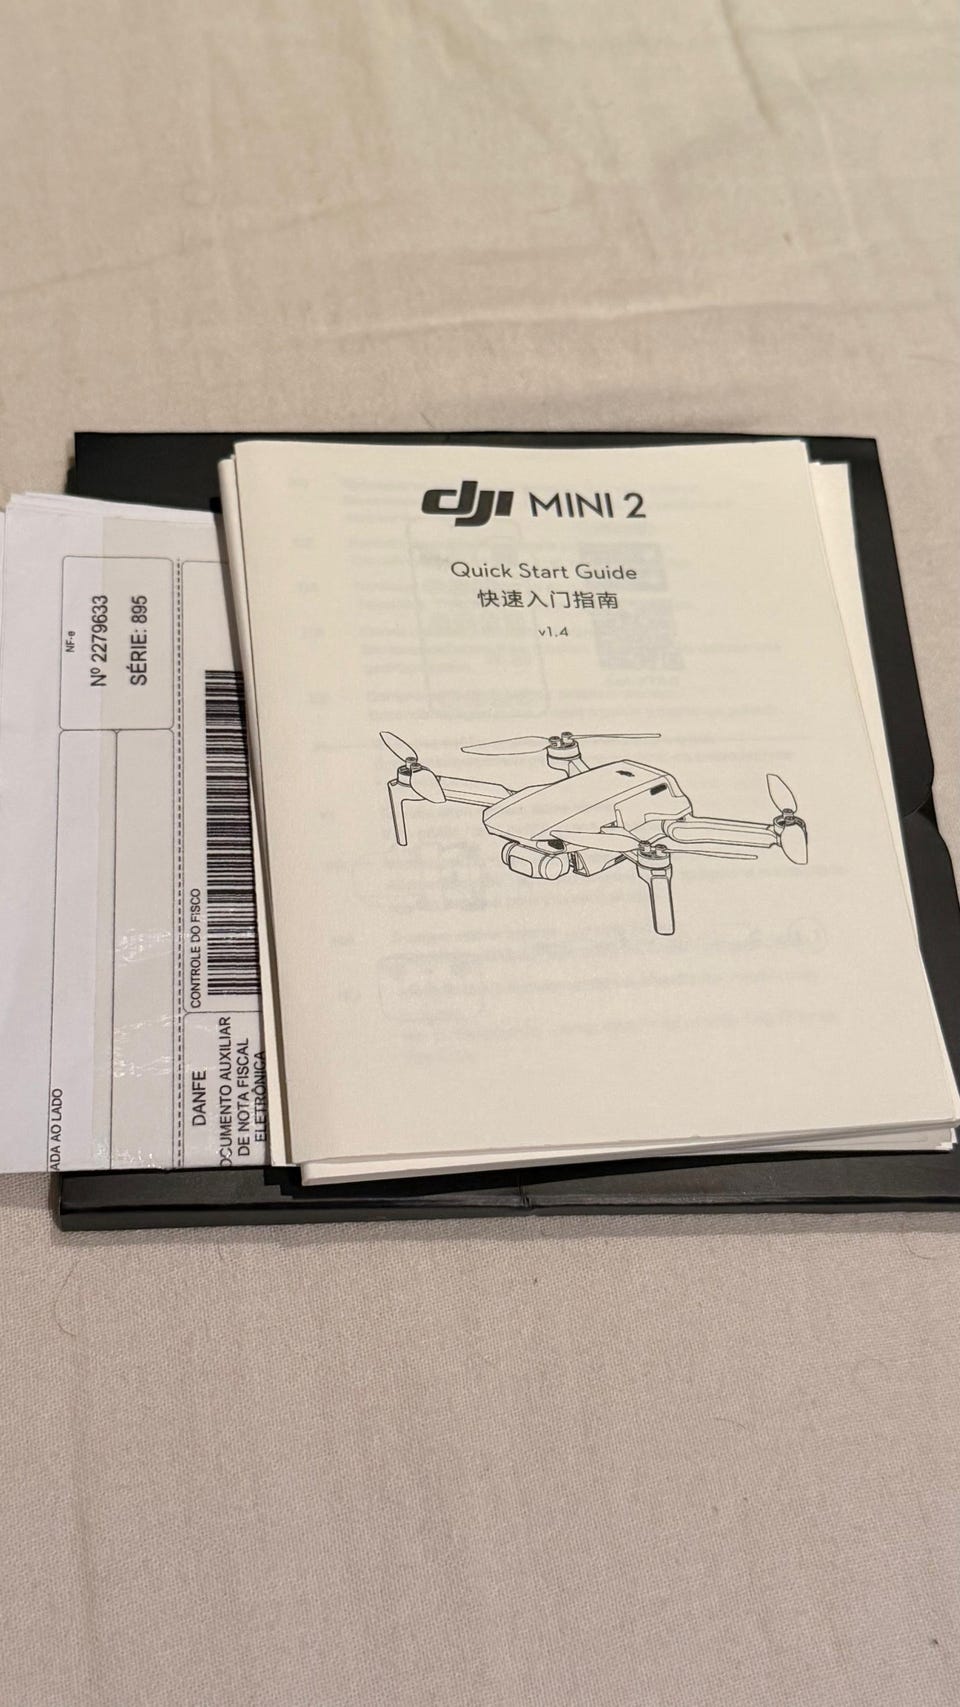 dji MINI 2
Quick Start Guide
快速入门指南
v1.4
NF-e
Nº 2279633
SÉRIE: 895
CONTROLE DO FISCO
DANFE
DOCUMENTO AUXILIAR
DE NOTA FISCAL
ELETRÔNICA
ADA AO LADO